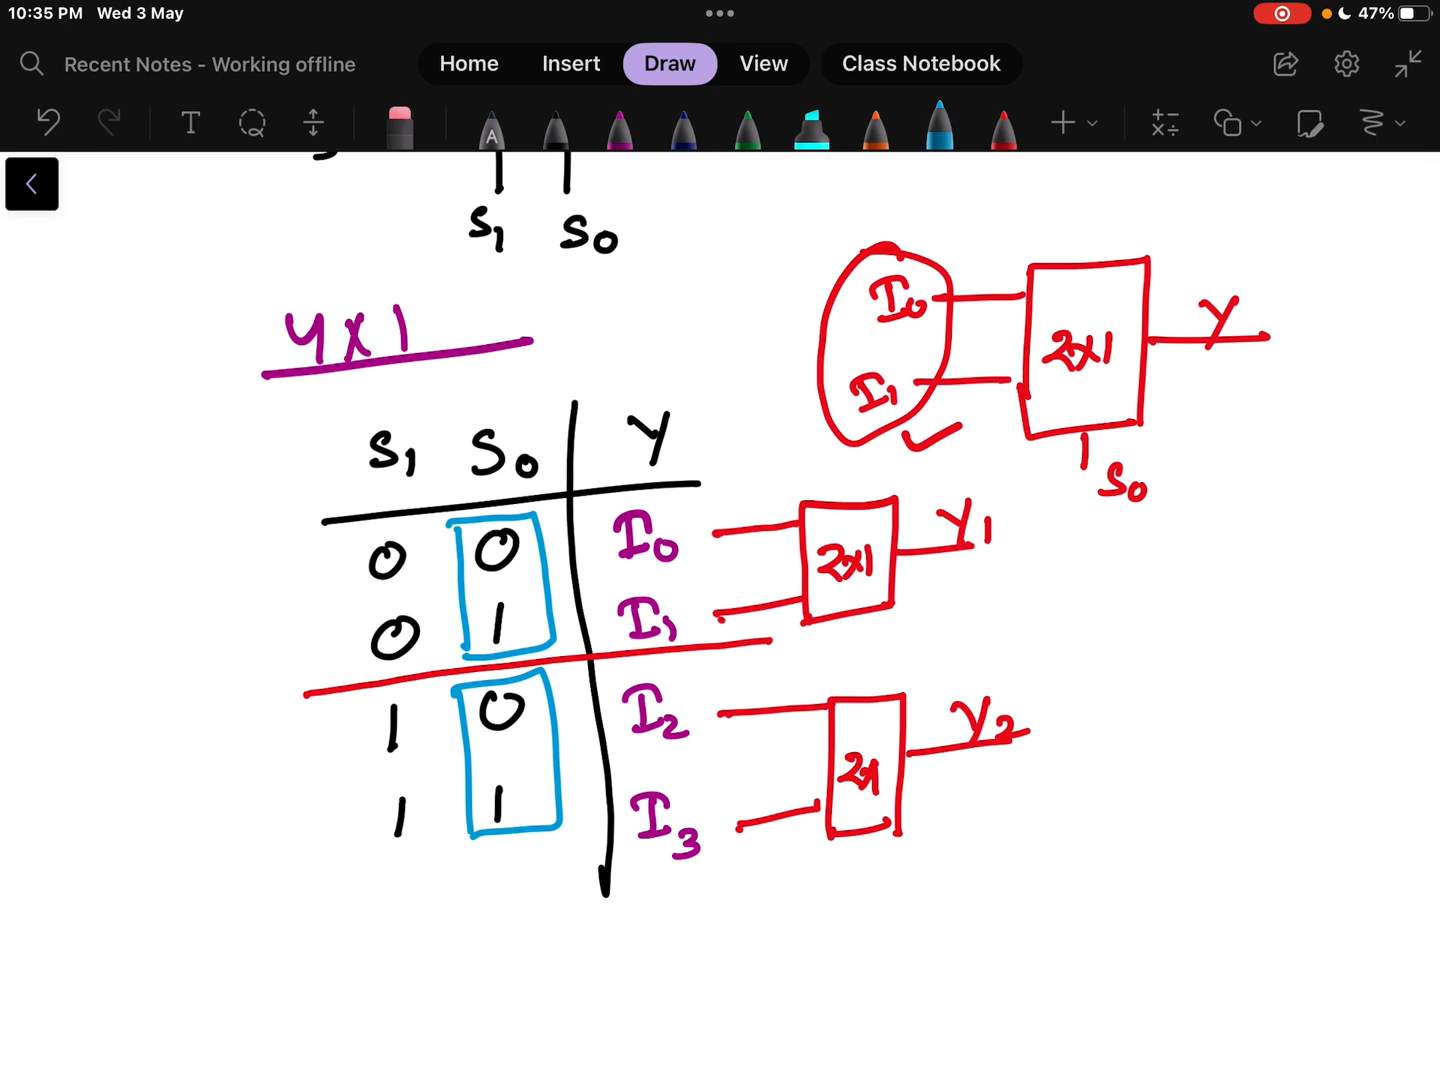 10:35 PM Wed 3 May
47%
Recent Notes - Working offline
Home Insert Draw View Class Notebook
T
A
S1 S0
I0
I1
2x1
Y
S0
4x1
S1 S0 Y
0 0 I0
0 1 I1
1 0 I2
1 1 I3
2x1
Y1
2x1
Y2